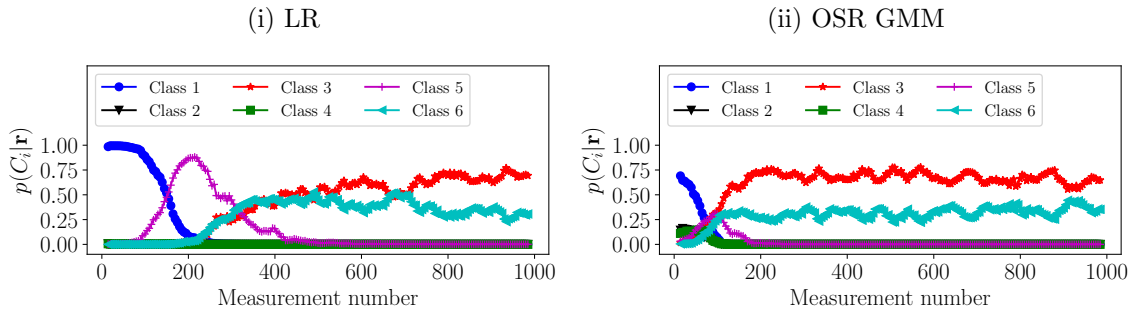 (i) LR
Class 1
Class 3
Class 5
Class 2
Class 4
Class 6
p(C_i|r)
1.00
0.75
0.50
0.25
0.00
0 200 400 600 800 1000
Measurement number
(ii) OSR GMM
Class 1
Class 3
Class 5
Class 2
Class 4
Class 6
p(C_i|r)
1.00
0.75
0.50
0.25
0.00
0 200 400 600 800 1000
Measurement number